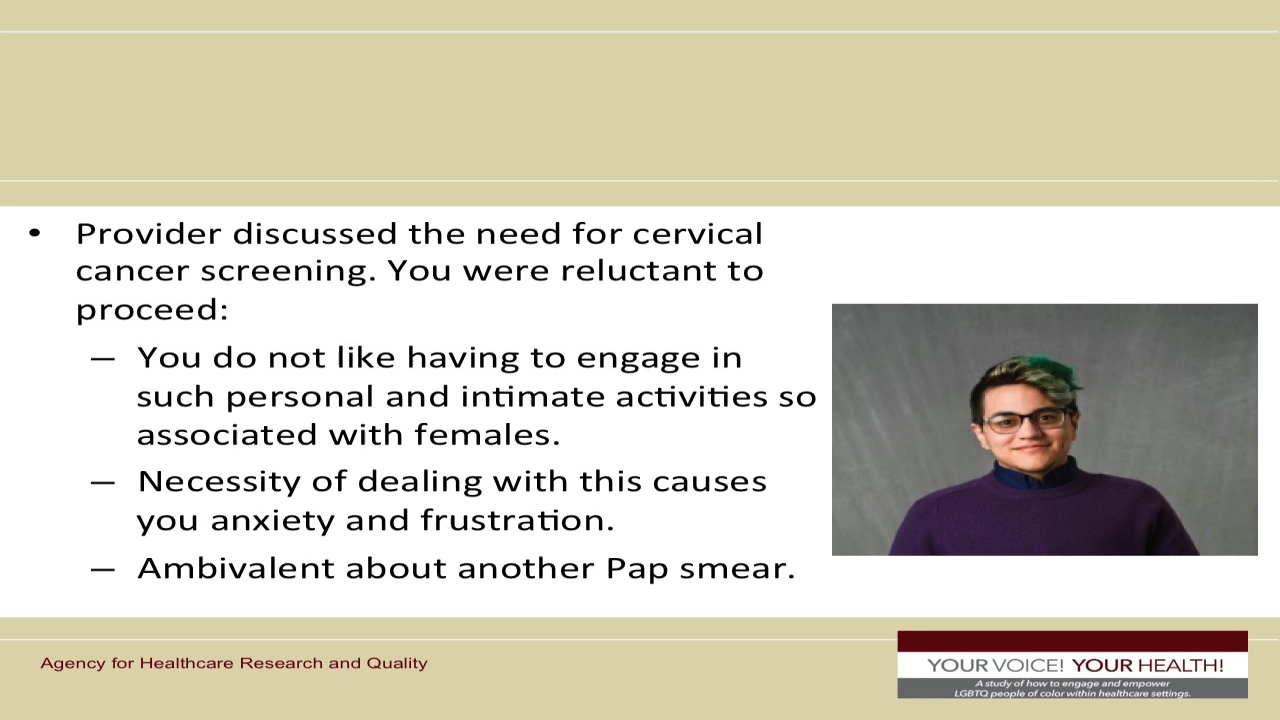 • Provider discussed the need for cervical
cancer screening. You were reluctant to
proceed:
– You do not like having to engage in
such personal and intimate activities so
associated with females.
– Necessity of dealing with this causes
you anxiety and frustration.
– Ambivalent about another Pap smear.
Agency for Healthcare Research and Quality
YOUR VOICE! YOUR HEALTH!
A study of how to engage and empower
LGBTQ people of color within healthcare settings.